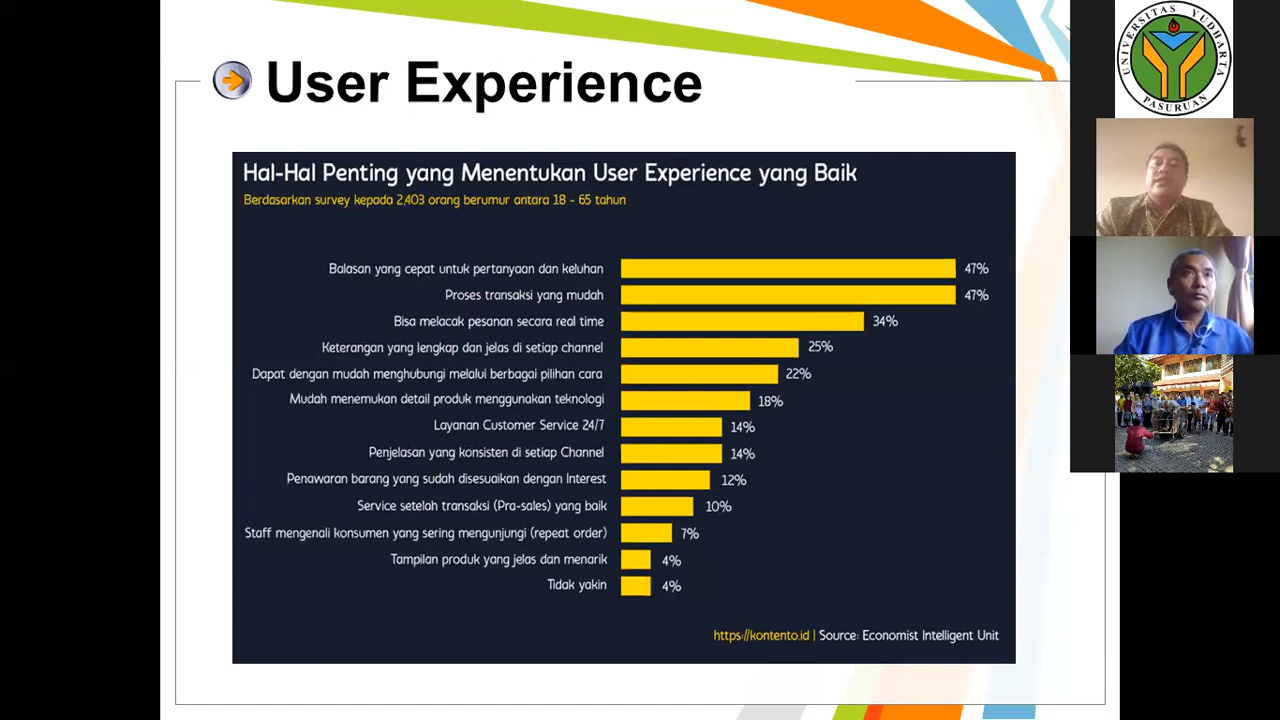 User Experience
Hal-Hal Penting yang Menentukan User Experience yang Baik
Berdasarkan survey kepada 2,403 orang berumur antara 18 - 65 tahun
Balasan yang cepat untuk pertanyaan dan keluhan 47%
Proses transaksi yang mudah 47%
Bisa melacak pesanan secara real time 34%
Keterangan yang lengkap dan jelas di setiap channel 25%
Dapat dengan mudah menghubungi melalui berbagai pilihan cara 22%
Mudah menemukan detail produk menggunakan teknologi 18%
Layanan Customer Service 24/7 14%
Penjelasan yang konsisten di setiap Channel 14%
Penawaran barang yang sudah disesuaikan dengan Interest 12%
Service setelah transaksi (Pra-sales) yang baik 10%
Staff mengenali konsumen yang sering mengunjungi (repeat order) 7%
Tampilan produk yang jelas dan menarik 4%
Tidak yakin 4%
https://kontento.id | Source: Economist Intelligent Unit
UNIVERSITAS YUDHARTA
PASURUAN